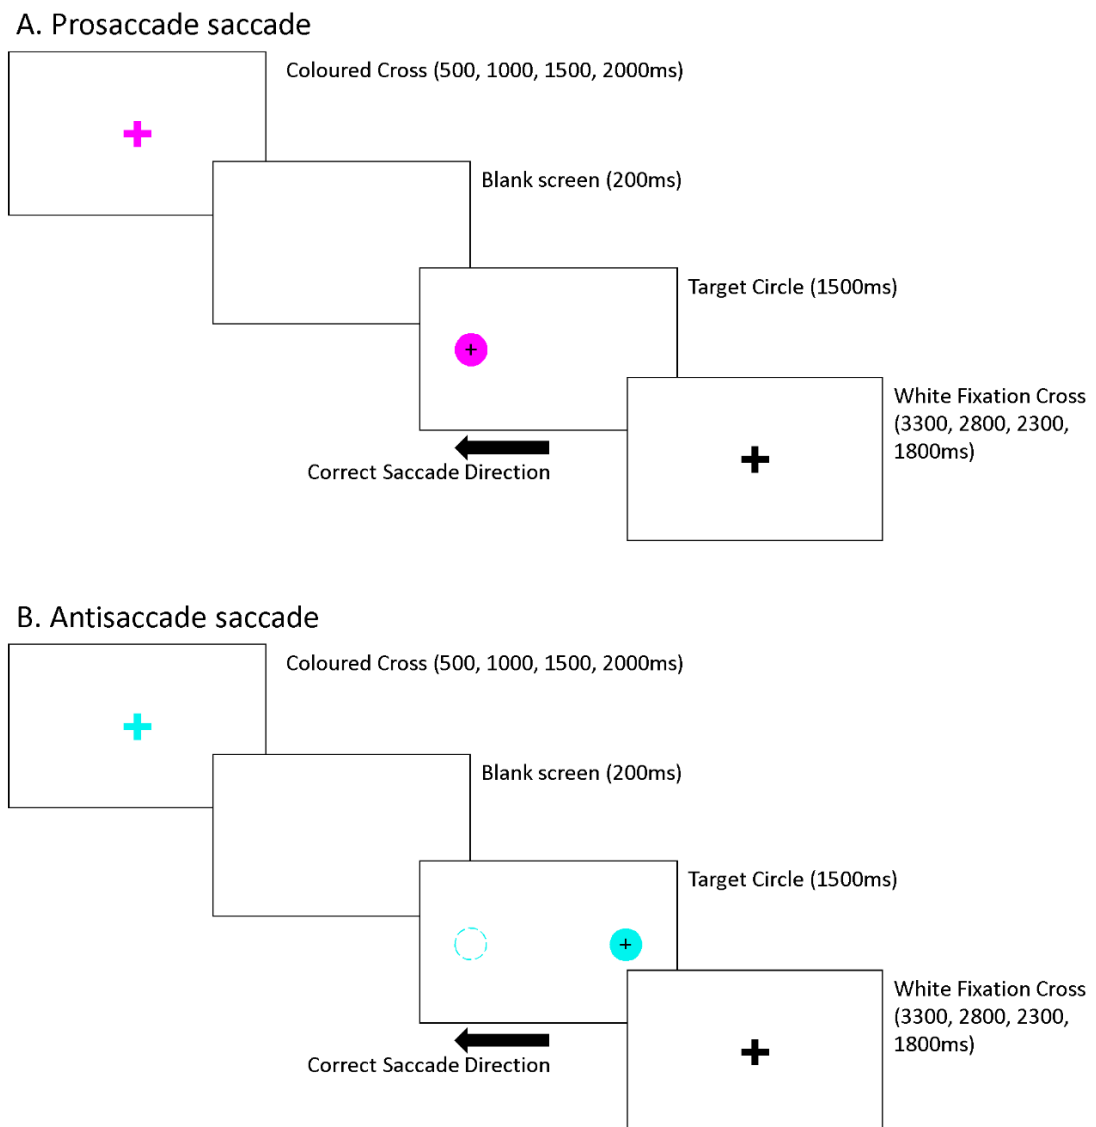 A. Prosaccade saccade
Coloured Cross (500, 1000, 1500, 2000ms)
Blank screen (200ms)
Target Circle (1500ms)
White Fixation Cross
(3300, 2800, 2300,
1800ms)
Correct Saccade Direction
B. Antisaccade saccade
Coloured Cross (500, 1000, 1500, 2000ms)
Blank screen (200ms)
Target Circle (1500ms)
White Fixation Cross
(3300, 2800, 2300,
1800ms)
Correct Saccade Direction